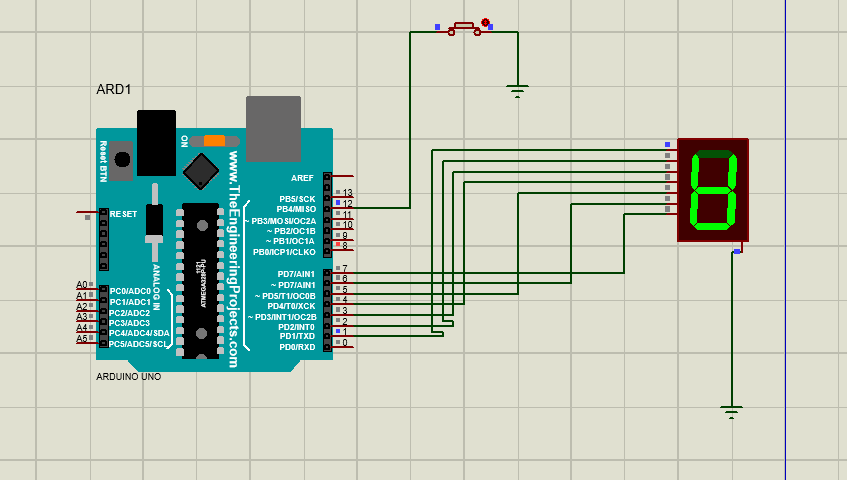 ARD1
ON
Reset BTN
www.TheEngineeringProjects.com
AREF
13
PB5/SCK
12
PB4/MISO
11
~ PB3/MOSI/OC2A
10
~ PB2/OC1B
9
~ PB1/OC1A
8
PB0/ICP1/CLKO
RESET
7
PD7/AIN1
6
~ PD7/AIN1
5
~ PD5/T1/OC0B
4
PD4/T0/XCK
3
~ PD3/INT1/OC2B
2
PD2/INT0
1
PD1/TXD
0
PD0/RXD
ANALOG IN
A0
PC0/ADC0
A1
PC1/ADC1
A2
PC2/ADC2
A3
PC3/ADC3
A4
PC4/ADC4/SDA
A5
PC5/ADC5/SCL
ARDUINO UNO